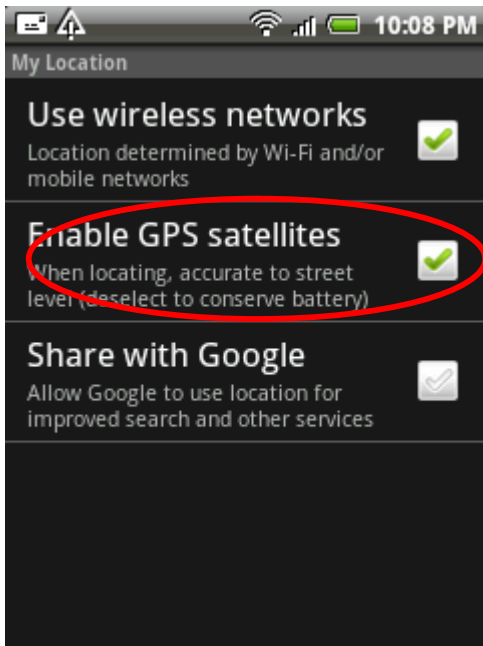 10:08 PM
My Location
Use wireless networks
Location determined by Wi-Fi and/or
mobile networks
Enable GPS satellites
When locating, accurate to street
level (deselect to conserve battery)
Share with Google
Allow Google to use location for
improved search and other services